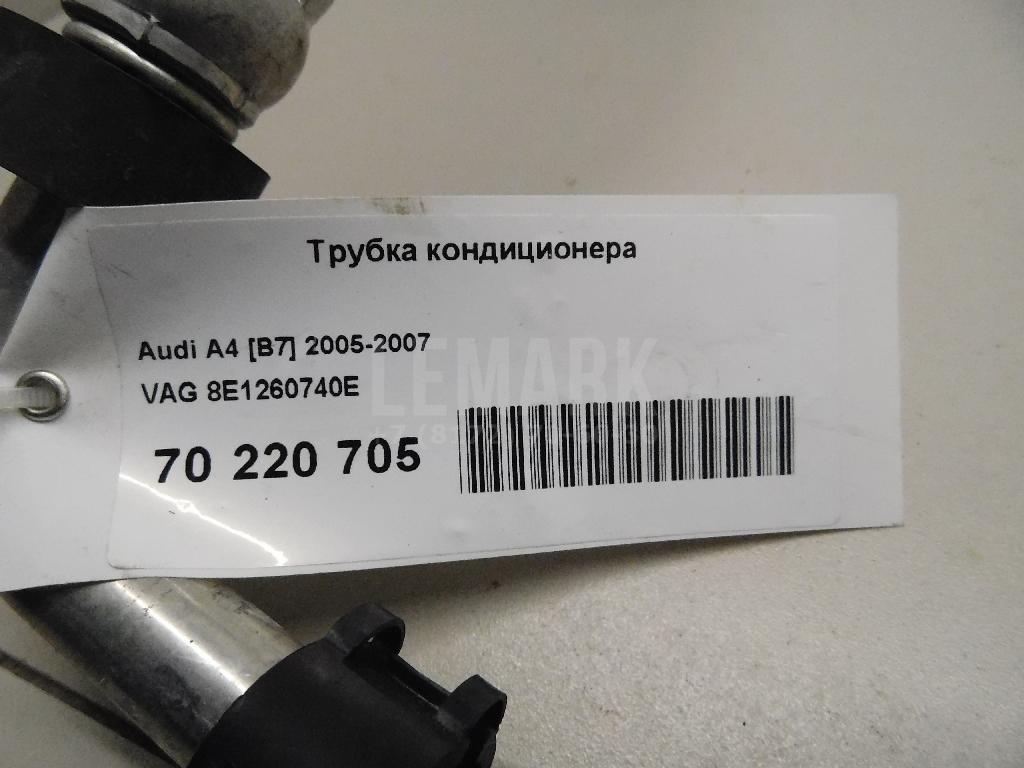 Трубка кондиционера
Audi A4 [B7] 2005-2007
VAG 8E1260740E
LEMARK
70 220 705